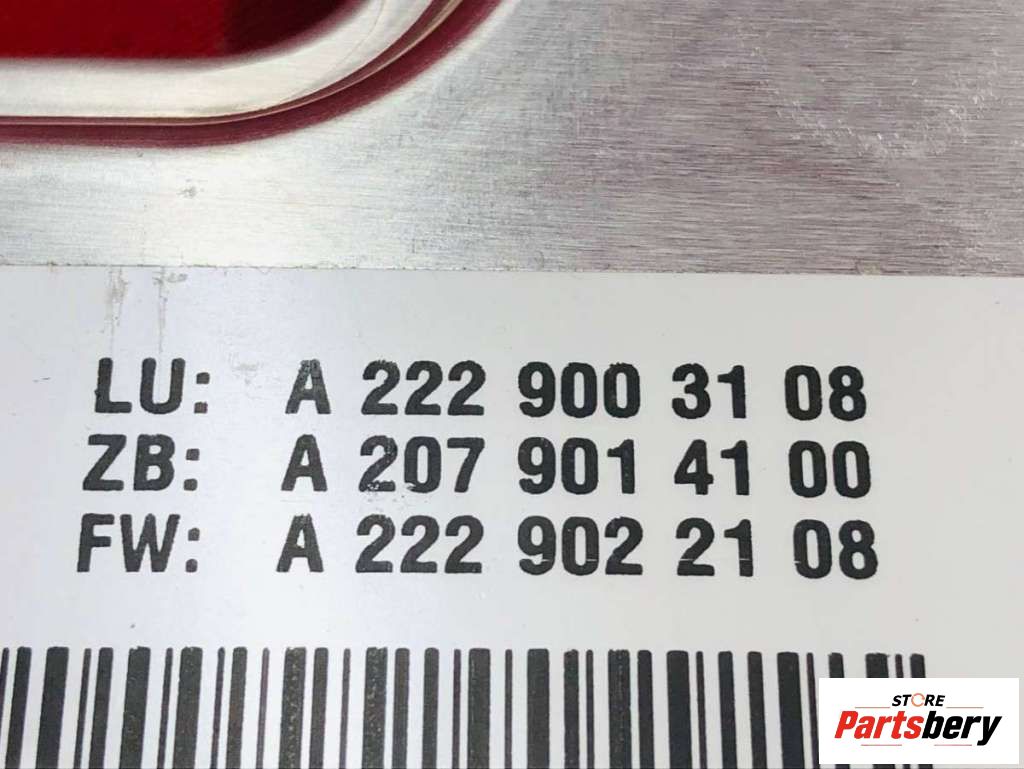 LU: A 222 900 31 08
ZB: A 207 901 41 00
FW: A 222 902 21 08
STORE
Partsbery